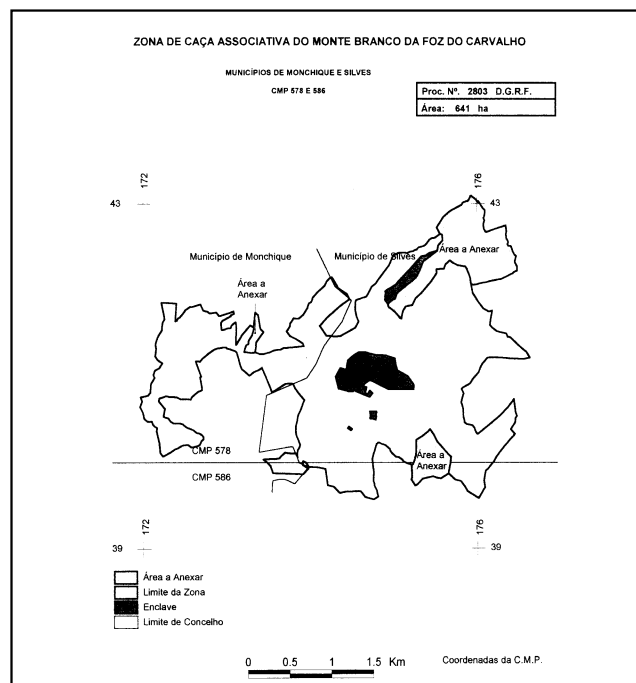 ZONA DE CAÇA ASSOCIATIVA DO MONTE BRANCO DA FOZ DO CARVALHO
MUNICÍPIOS DE MONCHIQUE E SILVES
CMP 578 E 586
Proc. Nº. 2803 D.G.R.F.
Área: 641 ha
172
176
43
43
Município de Monchique
Município de Silves
Área a Anexar
Área a
Anexar
CMP 578
CMP 586
Área a
Anexar
172
176
39
39
Área a Anexar
Limite da Zona
Enclave
Limite de Concelho
0 0.5 1 1.5 Km
Coordenadas da C.M.P.